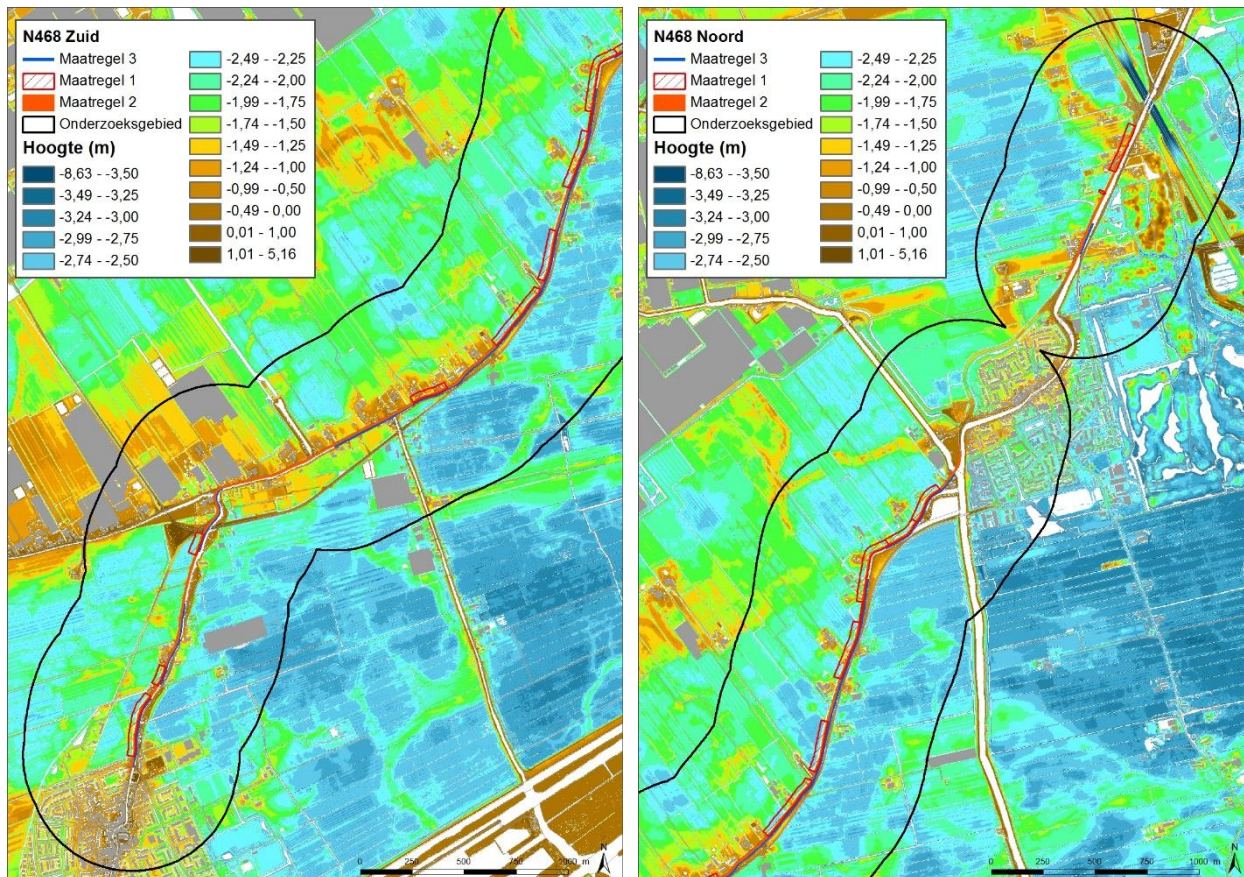 N468 Zuid
Maatregel 3
Maatregel 1
Maatregel 2
Onderzoeksgebied
Hoogte (m)
-8,63 - -3,50
-3,49 - -3,25
-3,24 - -3,00
-2,99 - -2,75
-2,74 - -2,50
-2,49 - -2,25
-2,24 - -2,00
-1,99 - -1,75
-1,74 - -1,50
-1,49 - -1,25
-1,24 - -1,00
-0,99 - -0,50
-0,49 - 0,00
0,01 - 1,00
1,01 - 5,16
0 250 500 750 1000 m
N
N468 Noord
Maatregel 3
Maatregel 1
Maatregel 2
Onderzoeksgebied
Hoogte (m)
-8,63 - -3,50
-3,49 - -3,25
-3,24 - -3,00
-2,99 - -2,75
-2,74 - -2,50
-2,49 - -2,25
-2,24 - -2,00
-1,99 - -1,75
-1,74 - -1,50
-1,49 - -1,25
-1,24 - -1,00
-0,99 - -0,50
-0,49 - 0,00
0,01 - 1,00
1,01 - 5,16
0 250 500 750 1000 m
N